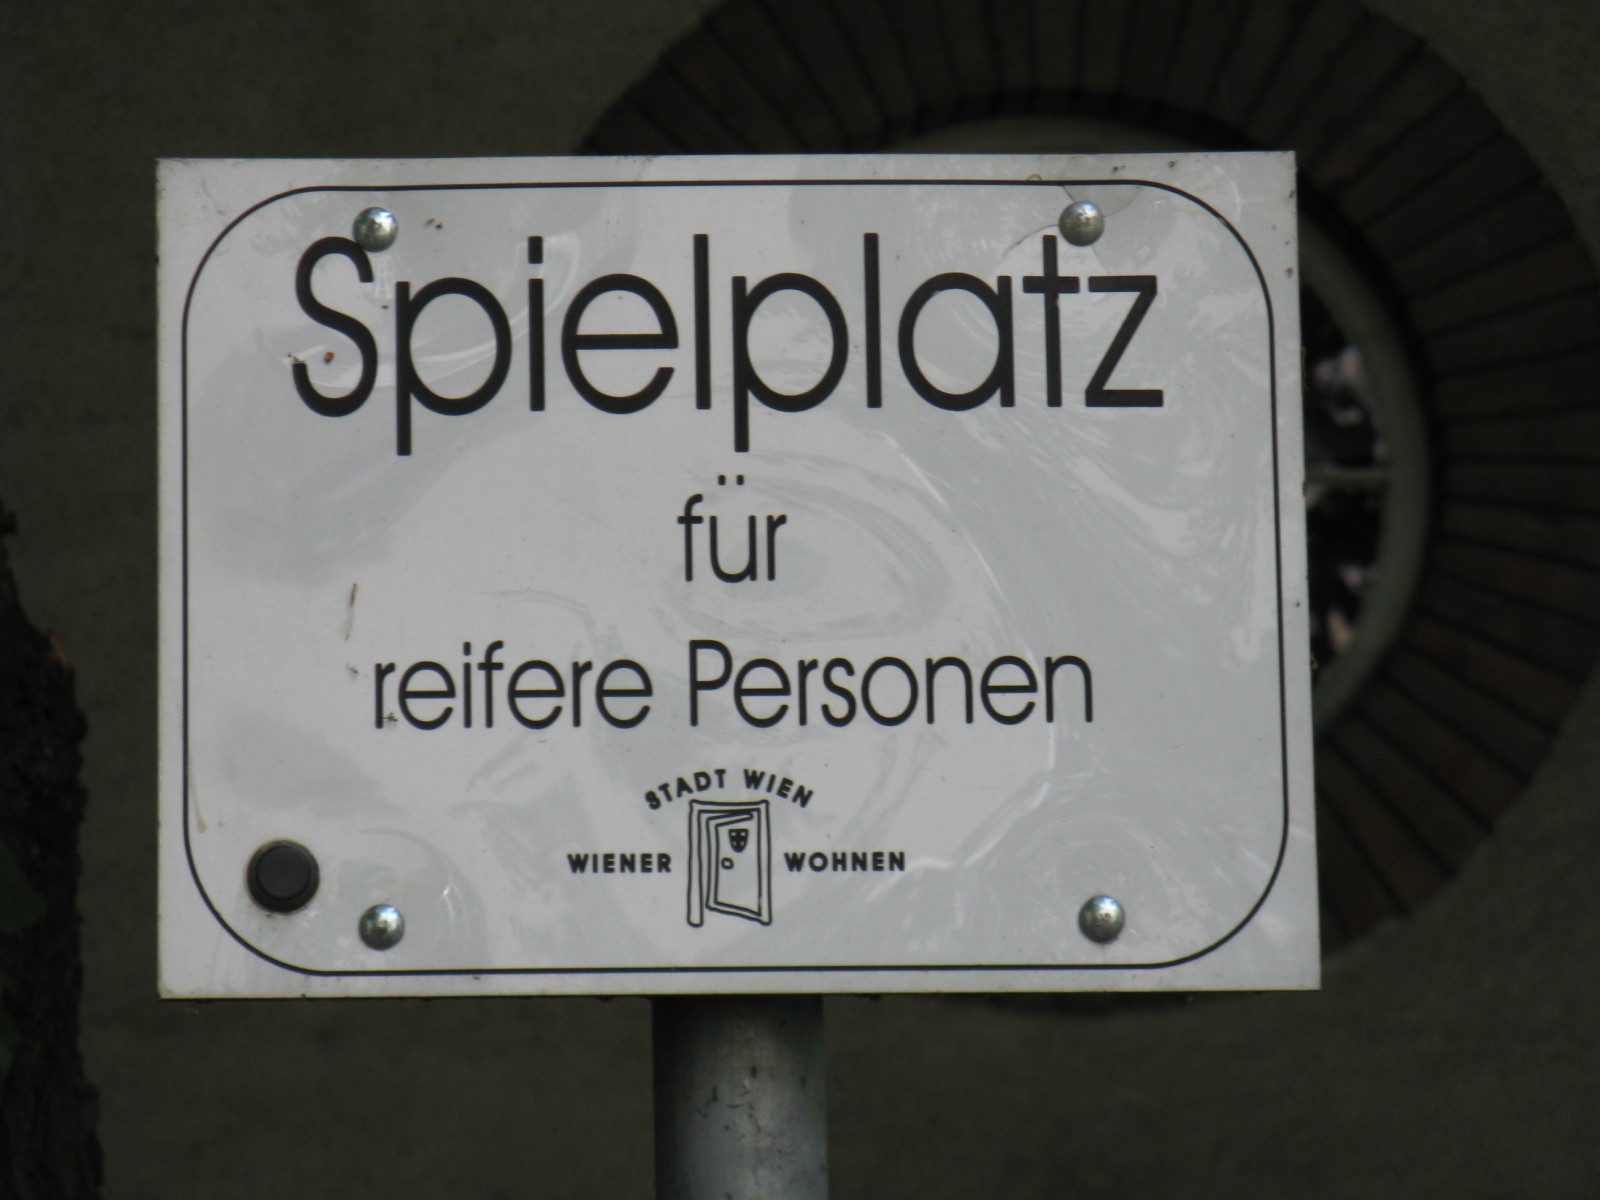 Spielplatz
für
reifere Personen
STADT WIEN
WIENER WOHNEN